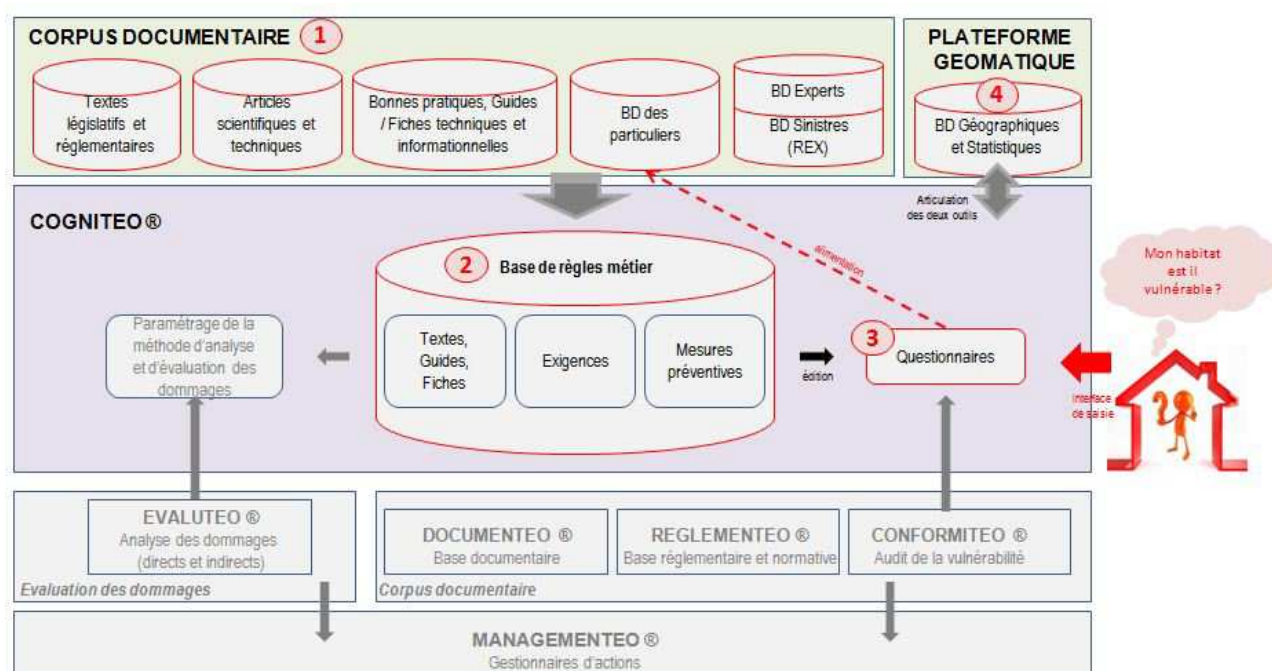 CORPUS DOCUMENTAIRE 1
Textes
législatifs et
règlementaires
Articles
scientifiques et
techniques
Bonnes pratiques, Guides
/ Fiches techniques et
informationnelles
BD des
particuliers
BD Experts
BD Sinistres
(REX)
PLATEFORME
GEOMATIQUE
4
BD Géographiques
et Statistiques
COGNITEO ®
Articulation
des deux outils
2 Base de règles métier
alimentation
Mon habitat
est il
vulnérable ?
Paramétrage de la
méthode d'analyse
et d'évaluation des
dommages
Textes,
Guides,
Fiches
Exigences
Mesures
préventives
édition
3
Questionnaires
Interface
de saisie
EVALUTEO ®
Analyse des dommages
(directs et indirects)
Evaluation des dommages
DOCUMENTEO ®
Base documentaire
REGLEMENTEO ®
Base règlementaire et normative
CONFORMITEO ®
Audit de la vulnérabilité
Corpus documentaire
MANAGEMENTEO ®
Gestionnaires d'actions